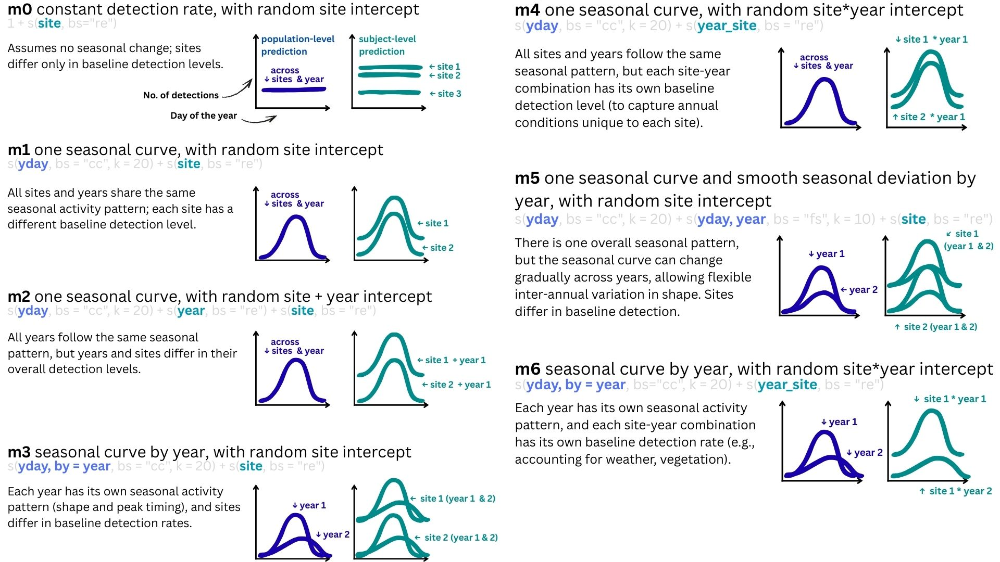 m0 constant detection rate, with random site intercept
1 + s(site, bs="re")
Assumes no seasonal change; sites
differ only in baseline detection levels.
No. of detections
Day of the year
population-level
prediction
across
↓ sites & year
subject-level
prediction
← site 1
← site 2
← site 3
m1 one seasonal curve, with random site intercept
s(yday, bs = "cc", k = 20) + s(site, bs = "re")
All sites and years share the same
seasonal activity pattern; each site has a
different baseline detection level.
across
↓ sites & year
← site 1
← site 2
m2 one seasonal curve, with random site + year intercept
s(yday, bs = "cc", k = 20) + s(year, bs = "re") + s(site, bs = "re")
All years follow the same seasonal
pattern, but years and sites differ in their
overall detection levels.
across
↓ sites & year
← site 1 + year 1
← site 2 + year 1
m3 seasonal curve by year, with random site intercept
s(yday, by = year, bs = "cc", k = 20) + s(site, bs = "re")
Each year has its own seasonal activity
pattern (shape and peak timing), and sites
differ in baseline detection rates.
↓ year 1
↓ year 2
← site 1 (year 1 & 2)
← site 2 (year 1 & 2)
m4 one seasonal curve, with random site*year intercept
s(yday, bs = "cc", k = 20) + s(year_site, bs = "re")
All sites and years follow the same
seasonal pattern, but each site-year
combination has its own baseline
detection level (to capture annual
conditions unique to each site).
across
↓ sites & year
↓ site 1 * year 1
↑ site 2 * year 1
m5 one seasonal curve and smooth seasonal deviation by
year, with random site intercept
s(yday, bs = "cc", k = 20) + s(yday, year, bs = "fs", k = 10) + s(site, bs = "re")
There is one overall seasonal pattern,
but the seasonal curve can change
gradually across years, allowing flexible
inter-annual variation in shape. Sites
differ in baseline detection.
↓ year 1
← year 2
↙ site 1
(year 1 & 2)
↑ site 2 (year 1 & 2)
m6 seasonal curve by year, with random site*year intercept
s(yday, by = year, bs="cc", k = 20) + s(year_site, bs = "re")
Each year has its own seasonal activity
pattern, and each site-year combination
has its own baseline detection rate (e.g.,
accounting for weather, vegetation).
↓ year 1
↓ year 2
↓ site 1 * year 1
↑ site 1 * year 2